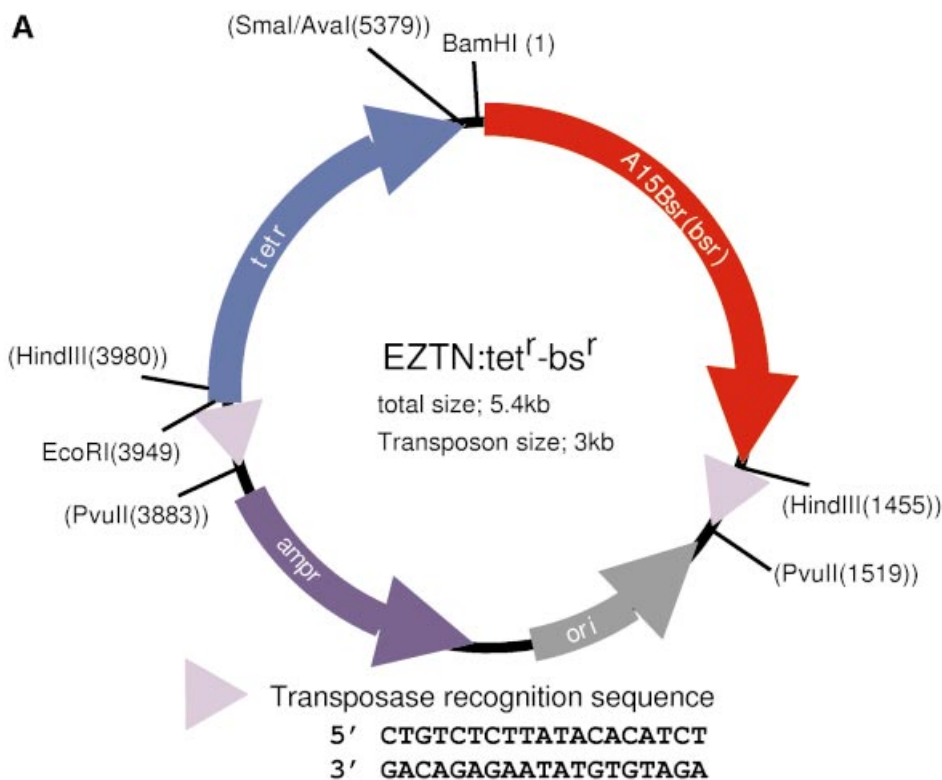 A
(SmaI/AvaI(5379))
BamHI (1)
A15Bsr(bsr)
tetr
(HindIII(3980))
EZTN:tetr-bsr
total size; 5.4kb
Transposon size; 3kb
EcoRI(3949)
(PvuII(3883))
(HindIII(1455))
(PvuII(1519))
ampr
ori
Transposase recognition sequence
5′ CTGTCTCTTATACACATCT
3′ GACAGAGAATATGTGTAGA